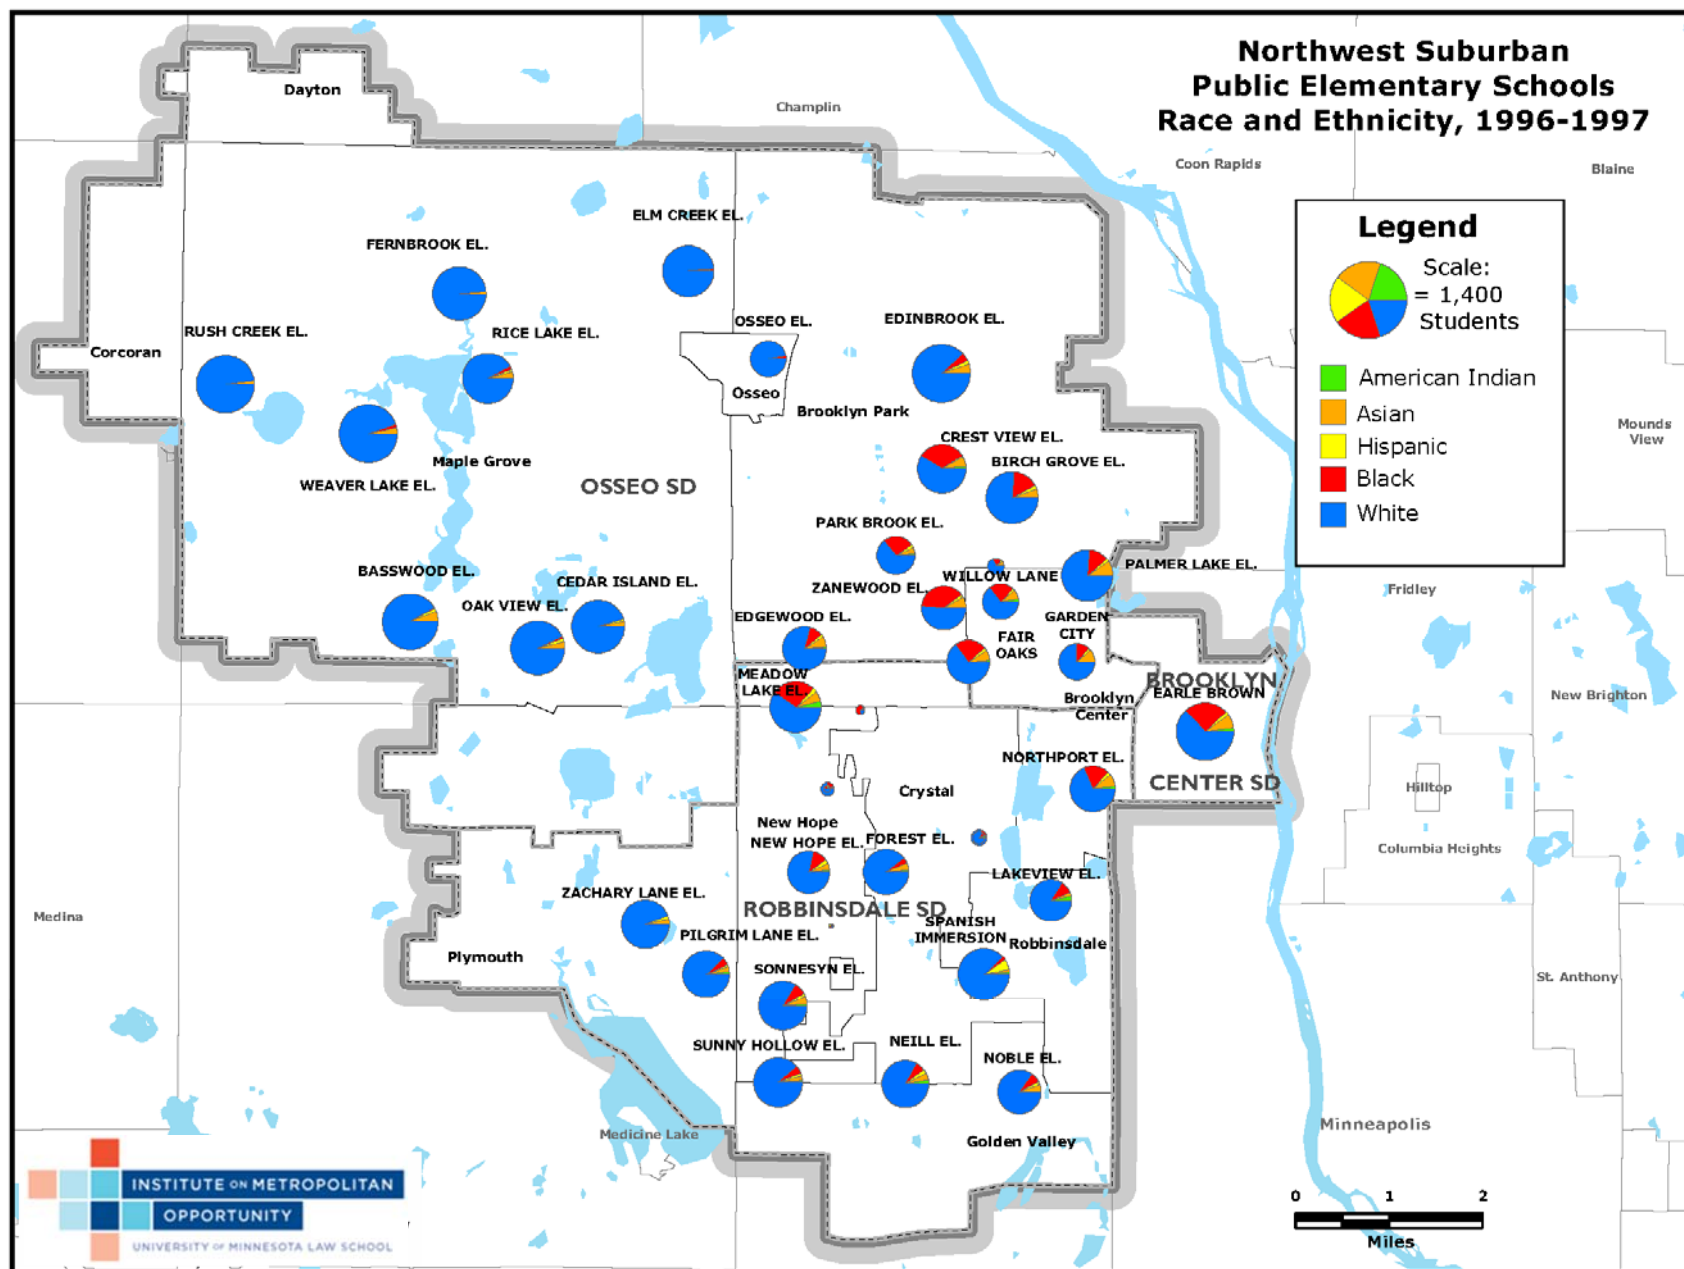 Northwest Suburban
Public Elementary Schools
Race and Ethnicity, 1996-1997
Dayton
Champlin
Coon Rapids
Blaine
Legend
Scale:
= 1,400
Students
American Indian
Asian
Hispanic
Black
White
ELM CREEK EL.
FERNBROOK EL.
RUSH CREEK EL.
RICE LAKE EL.
OSSEO EL.
EDINBROOK EL.
Corcoran
Osseo
Brooklyn Park
Mounds
View
CREST VIEW EL.
BIRCH GROVE EL.
Maple Grove
WEAVER LAKE EL.
OSSEO SD
PARK BROOK EL.
BASSWOOD EL.
CEDAR ISLAND EL.
OAK VIEW EL.
ZANEWOOD EL.
WILLOW LANE
PALMER LAKE EL.
Fridley
EDGEWOOD EL.
GARDEN
CITY
FAIR
OAKS
MEADOW
LAKE EL.
BROOKLYN
EARLE BROWN
Brooklyn
Center
New Brighton
NORTHPORT EL.
CENTER SD
Crystal
Hilltop
New Hope
NEW HOPE EL.
FOREST EL.
Columbia Heights
LAKEVIEW EL.
ZACHARY LANE EL.
ROBBINSDALE SD
Medina
SPANISH
IMMERSION
PILGRIM LANE EL.
Robbinsdale
Plymouth
SONNESYN EL.
St. Anthony
SUNNY HOLLOW EL.
NEILL EL.
NOBLE EL.
Medicine Lake
Golden Valley
Minneapolis
INSTITUTE ON METROPOLITAN
OPPORTUNITY
UNIVERSITY OF MINNESOTA LAW SCHOOL
0 1 2
Miles